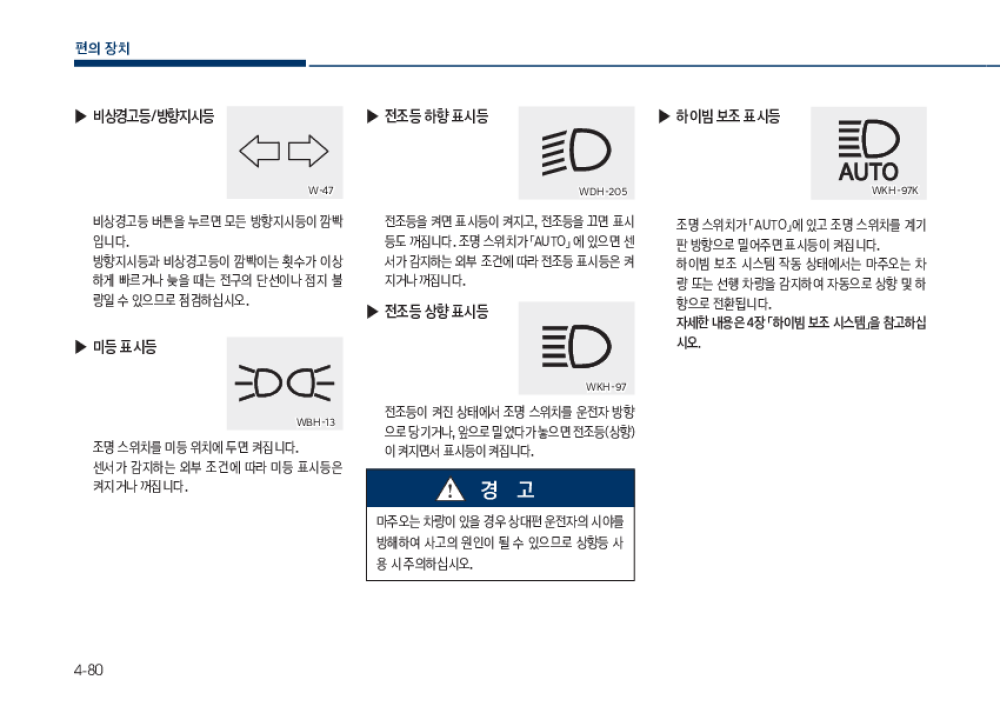 편의 장치
▶ 비상경고등/방향지시등
W-47
비상경고등 버튼을 누르면 모든 방향지시등이 깜박
입니다.
방향지시등과 비상경고등이 깜박이는 횟수가 이상
하게 빠르거나 늦을 때는 전구의 단선이나 접지 불
량일 수 있으므로 점검하십시오.
▶ 미등 표시등
WBH-13
조명 스위치를 미등 위치에 두면 켜집니다.
센서가 감지하는 외부 조건에 따라 미등 표시등은
켜지거나 꺼집니다.
▶ 전조등 하향 표시등
WDH-205
전조등을 켜면 표시등이 켜지고, 전조등을 끄면 표시
등도 꺼집니다. 조명 스위치가 「AUTO」 에 있으면 센
서가 감지하는 외부 조건에 따라 전조등 표시등은 켜
지거나 꺼집니다.
▶ 전조등 상향 표시등
WKH-97
전조등이 켜진 상태에서 조명 스위치를 운전자 방향
으로 당기거나, 앞으로 밀었다가 놓으면 전조등(상향)
이 켜지면서 표시등이 켜집니다.
경 고
마주오는 차량이 있을 경우 상대편 운전자의 시야를
방해하여 사고의 원인이 될 수 있으므로 상향등 사
용 시 주의하십시오.
▶ 하이빔 보조 표시등
AUTO
WKH-97K
조명 스위치가 「AUTO」에 있고 조명 스위치를 계기
판 방향으로 밀어주면 표시등이 켜집니다.
하이빔 보조 시스템 작동 상태에서는 마주오는 차
량 또는 선행 차량을 감지하여 자동으로 상향 및 하
향으로 전환됩니다.
자세한 내용은 4장 「하이빔 보조 시스템」을 참고하십
시오.
4-80